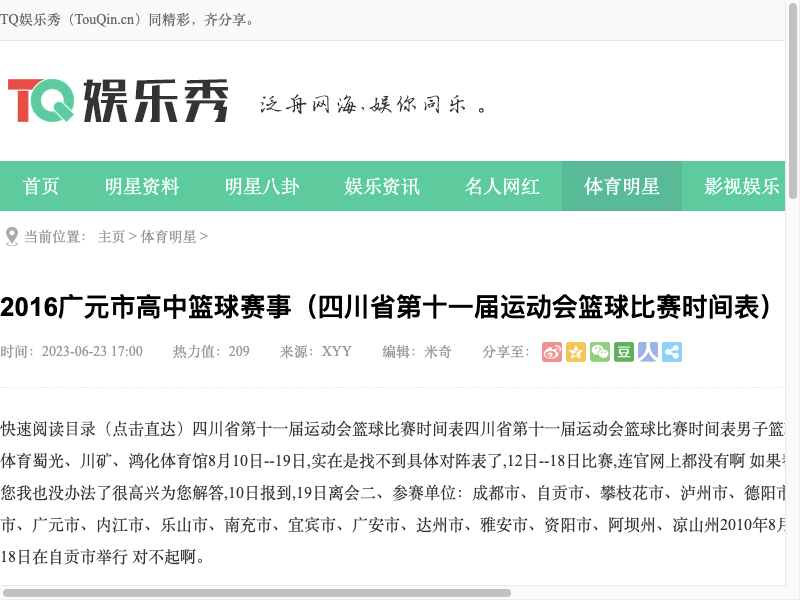 TQ娱乐秀（TouQin.cn）同精彩，齐分享。
TQ娱乐秀 泛舟网海,娱你同乐。
首页 明星资料 明星八卦 娱乐资讯 名人网红 体育明星 影视娱乐
当前位置： 主页 > 体育明星 >
2016广元市高中篮球赛事（四川省第十一届运动会篮球比赛时间表）
时间：2023-06-23 17:00 热力值：209 来源：XYY 编辑：米奇 分享至：
快速阅读目录（点击直达）四川省第十一届运动会篮球比赛时间表四川省第十一届运动会篮球比赛时间表男子篮
体育蜀光、川矿、鸿化体育馆8月10日--19日,实在是找不到具体对阵表了,12日--18日比赛,连官网上都没有啊 如果
您我也没办法了很高兴为您解答,10日报到,19日离会二、参赛单位：成都市、自贡市、攀枝花市、泸州市、德阳市
市、广元市、内江市、乐山市、南充市、宜宾市、广安市、达州市、雅安市、资阳市、阿坝州、凉山州2010年8月
18日在自贡市举行 对不起啊。